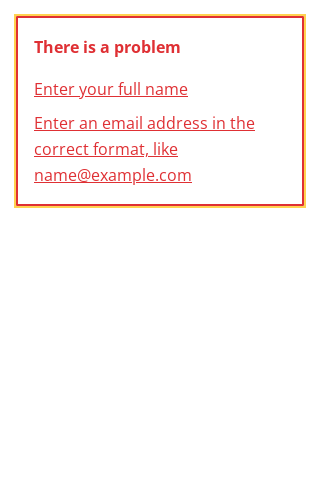 There is a problem
Enter your full name
Enter an email address in the
correct format, like
name@example.com